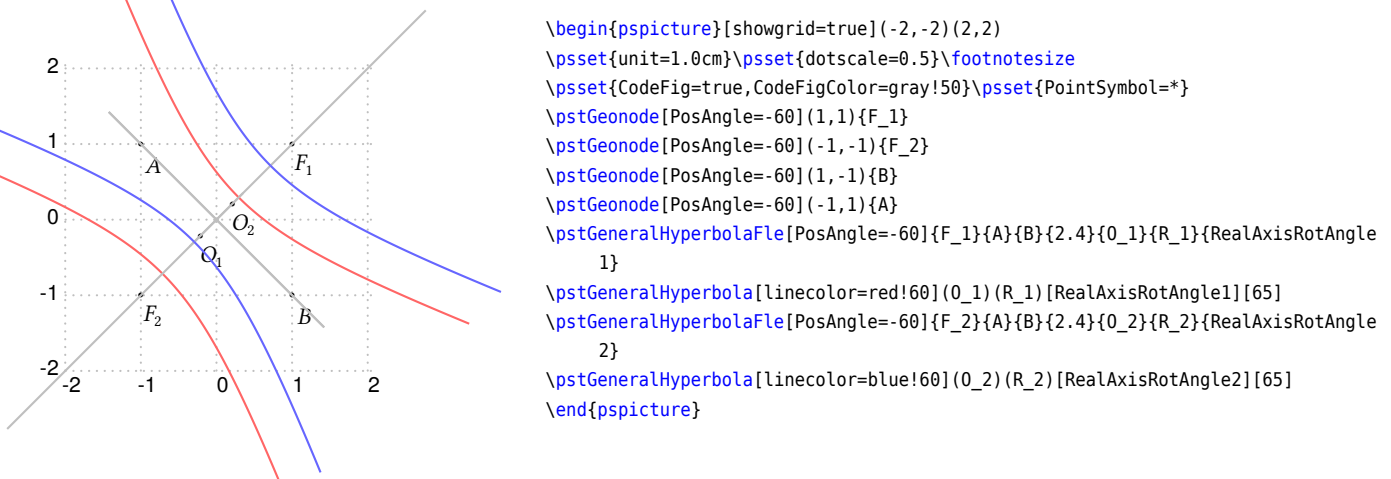 2
1
0
-1
-2
-2
-1
0
1
2
A
F_1
O_2
O_1
F_2
B
\begin{pspicture}[showgrid=true](-2,-2)(2,2)
\psset{unit=1.0cm}\psset{dotscale=0.5}\footnotesize
\psset{CodeFig=true,CodeFigColor=gray!50}\psset{PointSymbol=*}
\pstGeonode[PosAngle=-60](1,1){F_1}
\pstGeonode[PosAngle=-60](-1,-1){F_2}
\pstGeonode[PosAngle=-60](1,-1){B}
\pstGeonode[PosAngle=-60](-1,1){A}
\pstGeneralHyperbolaFle[PosAngle=-60]{F_1}{A}{B}{2.4}{O_1}{R_1}{RealAxisRotAngle
1}
\pstGeneralHyperbola[linecolor=red!60](O_1)(R_1)[RealAxisRotAngle1][65]
\pstGeneralHyperbolaFle[PosAngle=-60]{F_2}{A}{B}{2.4}{O_2}{R_2}{RealAxisRotAngle
2}
\pstGeneralHyperbola[linecolor=blue!60](O_2)(R_2)[RealAxisRotAngle2][65]
\end{pspicture}